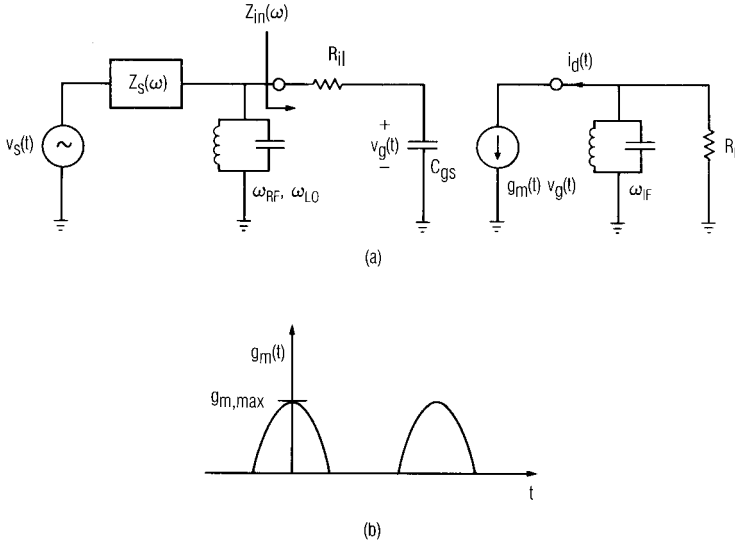 Zin(ω)
Zs(ω)
Ril
id(t)
vs(t)
~
+
vg(t)
−
Cgs
gm(t) vg(t)
ωRF, ωLO
ωIF
(a)
gm(t)
gm,max
t
(b)